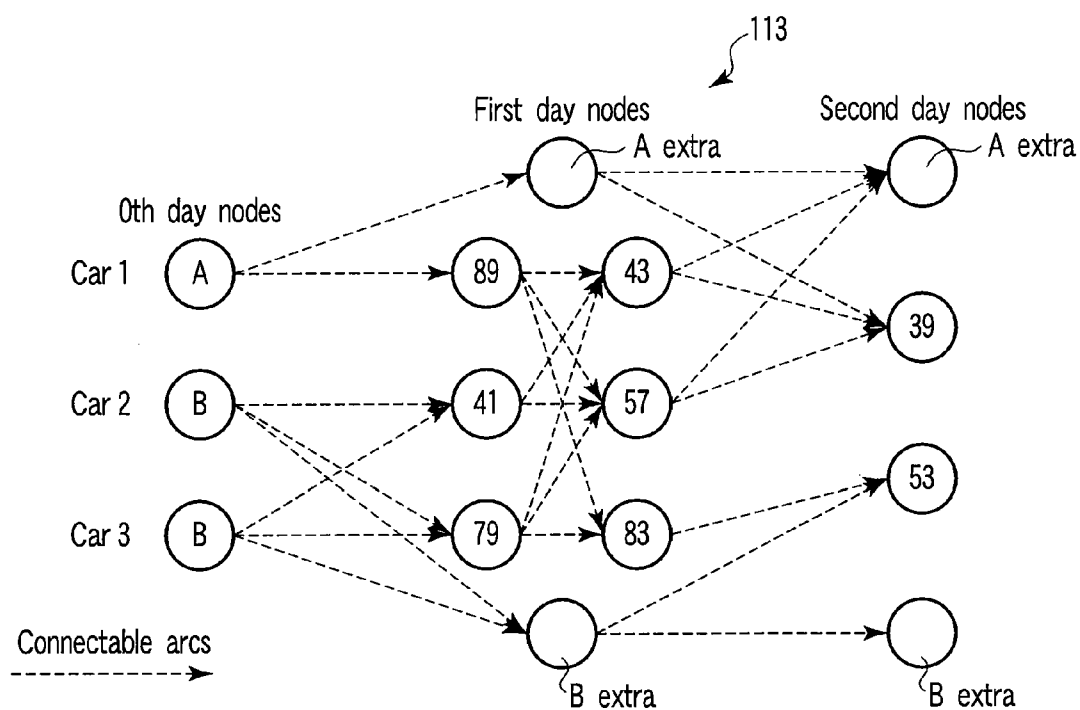 113
First day nodes
Second day nodes
A extra
A extra
0th day nodes
Car 1 A 89 43
39
Car 2 B 41 57
53
Car 3 B 79 83
Connectable arcs
B extra
B extra